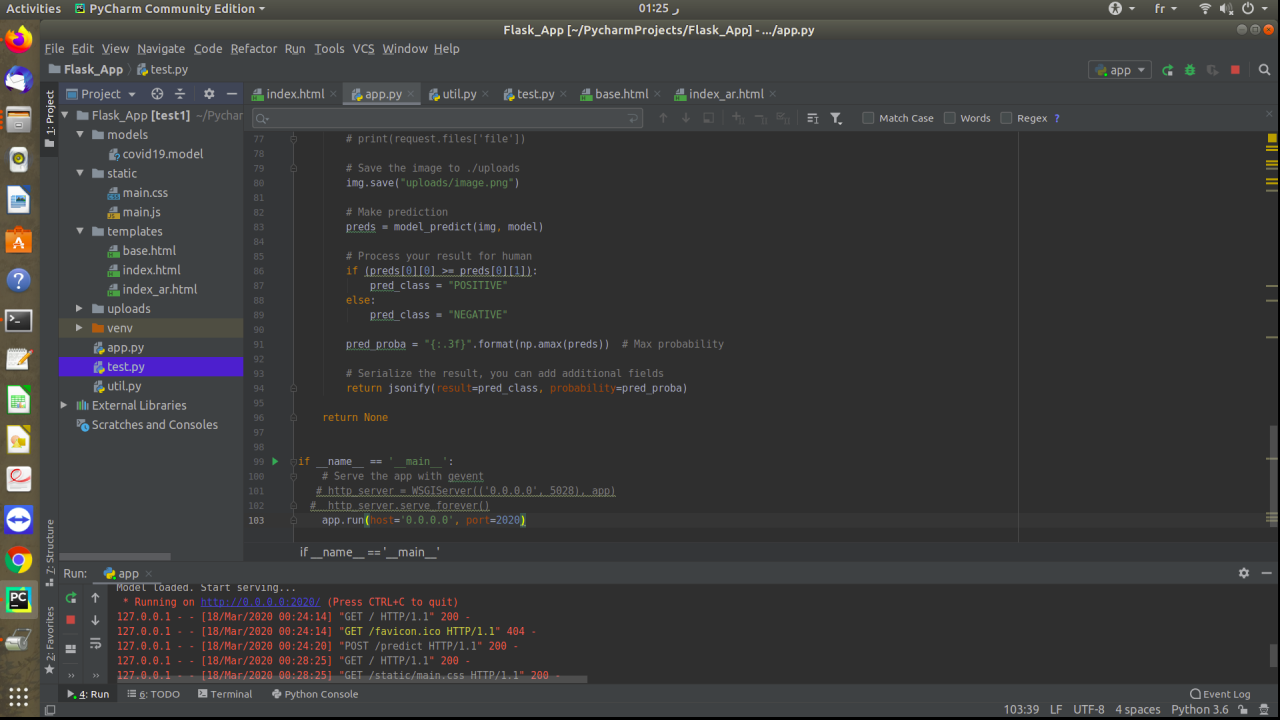 Activities PyCharm Community Edition 01:25 ر fr
Flask_App [~/PycharmProjects/Flask_App] - .../app.py
File Edit View Navigate Code Refactor Run Tools VCS Window Help
Flask_App test.py app
1: Project
Project
index.html app.py util.py test.py base.html index_ar.html
Flask_App [test1] ~/Pychar
models
covid19.model
static
main.css
main.js
templates
base.html
index.html
index_ar.html
uploads
venv
app.py
test.py
util.py
External Libraries
Scratches and Consoles
Match Case Words Regex ?
77 # print(request.files['file'])
78
79 # Save the image to ./uploads
80 img.save("uploads/image.png")
81
82 # Make prediction
83 preds = model_predict(img, model)
84
85 # Process your result for human
86 if (preds[0][0] >= preds[0][1]):
87 pred_class = "POSITIVE"
88 else:
89 pred_class = "NEGATIVE"
90
91 pred_proba = "{:.3f}".format(np.amax(preds)) # Max probability
92
93 # Serialize the result, you can add additional fields
94 return jsonify(result=pred_class, probability=pred_proba)
95
96 return None
97
98
99 if __name__ == '__main__':
100 # Serve the app with gevent
101 # http_server = WSGIServer(('0.0.0.0', 5028), app)
102 # http_server.serve_forever()
103 app.run(host='0.0.0.0', port=2020)
if __name__ == '__main__'
7: Structure
2: Favorites
Run: app
Model loaded. Start serving...
* Running on http://0.0.0.0:2020/ (Press CTRL+C to quit)
127.0.0.1 - - [18/Mar/2020 00:24:14] "GET / HTTP/1.1" 200 -
127.0.0.1 - - [18/Mar/2020 00:24:14] "GET /favicon.ico HTTP/1.1" 404 -
127.0.0.1 - - [18/Mar/2020 00:24:20] "POST /predict HTTP/1.1" 200 -
127.0.0.1 - - [18/Mar/2020 00:28:25] "GET / HTTP/1.1" 200 -
127.0.0.1 - - [18/Mar/2020 00:28:25] "GET /static/main.css HTTP/1.1" 200 -
4: Run 6: TODO Terminal Python Console Event Log
103:39 LF UTF-8 4 spaces Python 3.6